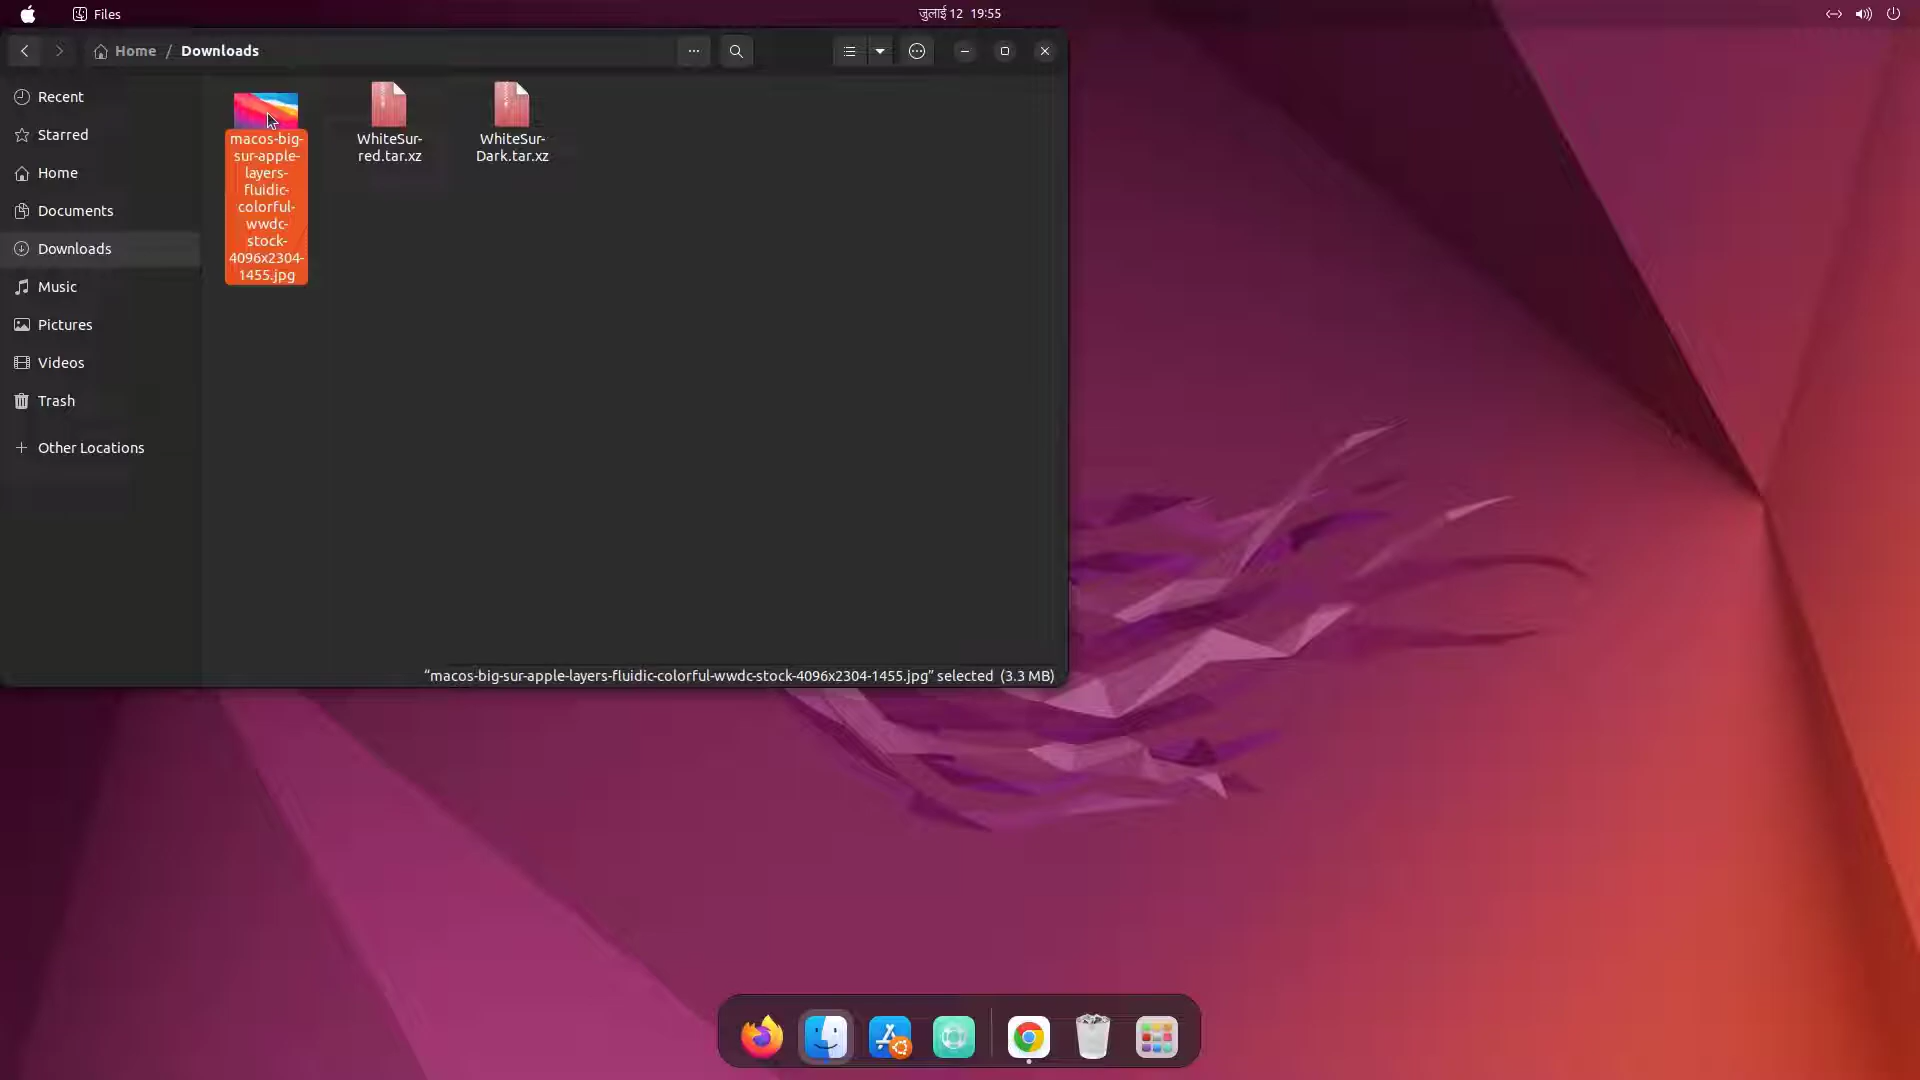 Files
जुलाई 12 19:55
Home / Downloads
Recent
Starred
Home
Documents
Downloads
Music
Pictures
Videos
Trash
Other Locations
macos-big-
sur-apple-
layers-
fluidic-
colorful-
wwdc-
stock-
4096x2304-
1455.jpg
WhiteSur-
red.tar.xz
WhiteSur-
Dark.tar.xz
“macos-big-sur-apple-layers-fluidic-colorful-wwdc-stock-4096x2304-1455.jpg” selected (3.3 MB)